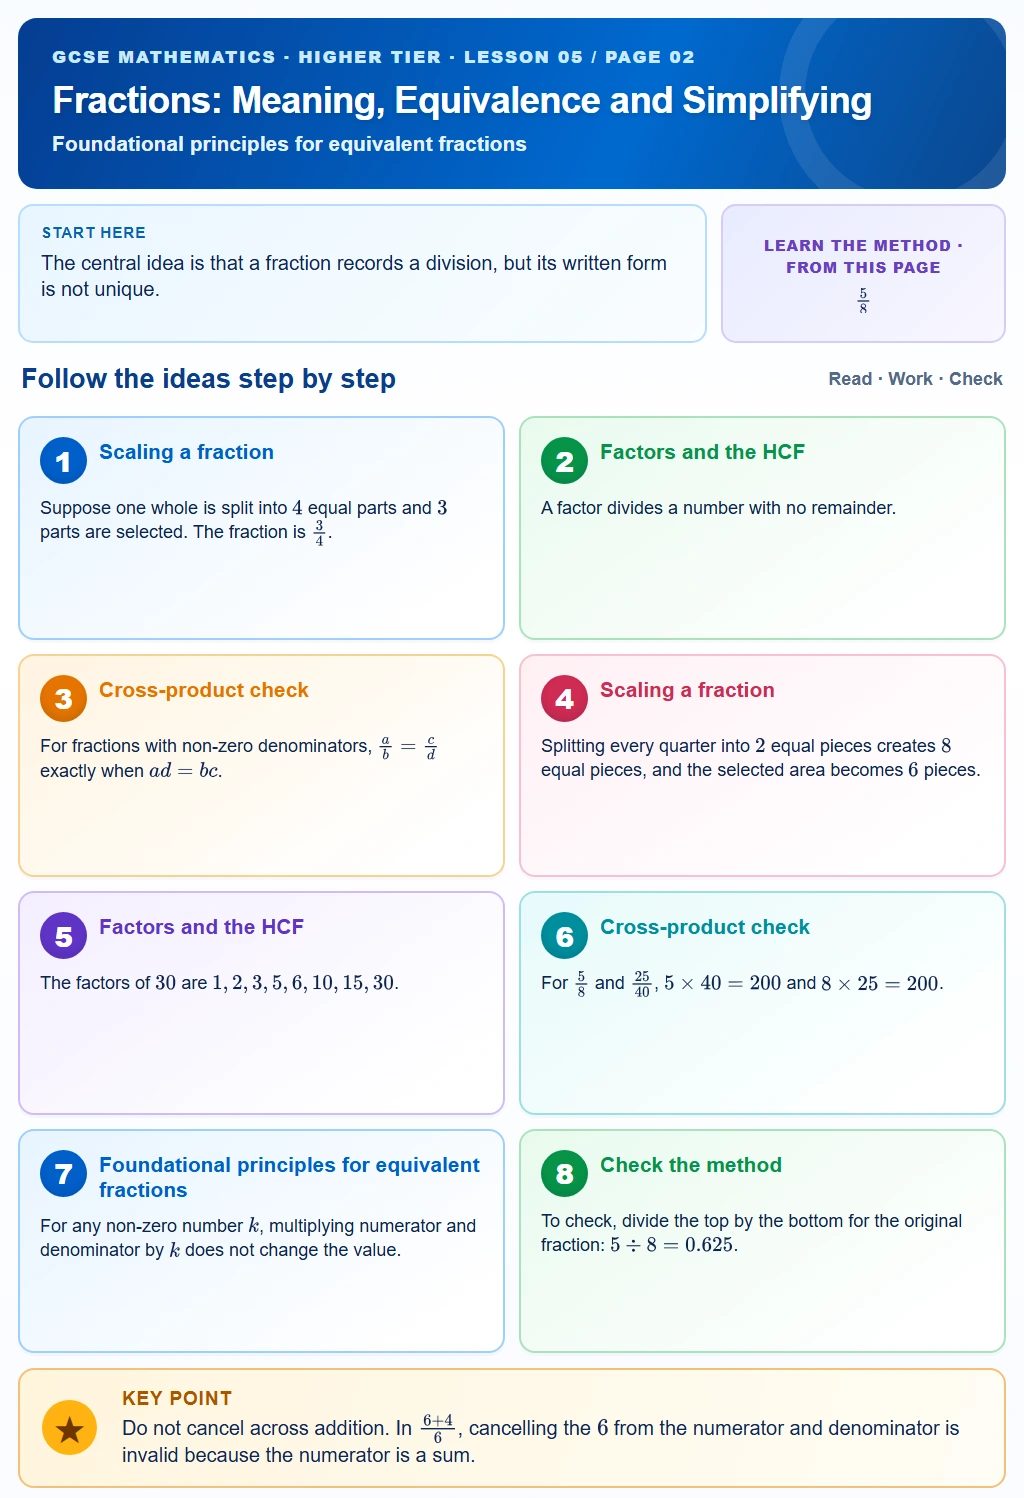 GCSE MATHEMATICS · HIGHER TIER · LESSON 05 / PAGE 02
Fractions: Meaning, Equivalence and Simplifying
Foundational principles for equivalent fractions
START HERE
The central idea is that a fraction records a division, but its written form
is not unique.
LEARN THE METHOD ·
FROM THIS PAGE
5/8
Follow the ideas step by step
Read · Work · Check
1 Scaling a fraction
Suppose one whole is split into 4 equal parts and 3
parts are selected. The fraction is 3/4.
2 Factors and the HCF
A factor divides a number with no remainder.
3 Cross-product check
For fractions with non-zero denominators, a/b = c/d
exactly when ad = bc.
4 Scaling a fraction
Splitting every quarter into 2 equal pieces creates 8
equal pieces, and the selected area becomes 6 pieces.
5 Factors and the HCF
The factors of 30 are 1, 2, 3, 5, 6, 10, 15, 30.
6 Cross-product check
For 5/8 and 25/40, 5 × 40 = 200 and 8 × 25 = 200.
7 Foundational principles for equivalent
fractions
For any non-zero number k, multiplying numerator and
denominator by k does not change the value.
8 Check the method
To check, divide the top by the bottom for the original
fraction: 5 ÷ 8 = 0.625.
KEY POINT
Do not cancel across addition. In (6+4)/6, cancelling the 6 from the numerator and denominator is
invalid because the numerator is a sum.